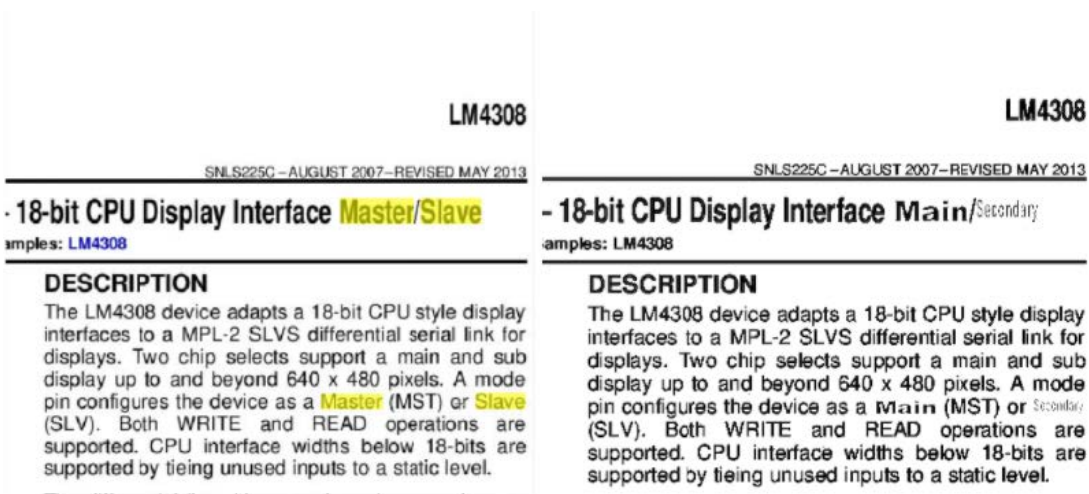 LM4308
SNLS225C – AUGUST 2007 – REVISED MAY 2013
- 18-bit CPU Display Interface Master/Slave
amples: LM4308
DESCRIPTION
The LM4308 device adapts a 18-bit CPU style display
interfaces to a MPL-2 SLVS differential serial link for
displays. Two chip selects support a main and sub
display up to and beyond 640 x 480 pixels. A mode
pin configures the device as a Master (MST) or Slave
(SLV). Both WRITE and READ operations are
supported. CPU interface widths below 18-bits are
supported by tieing unused inputs to a static level.
LM4308
SNLS225C – AUGUST 2007 – REVISED MAY 2013
– 18-bit CPU Display Interface Main/Secondary
amples: LM4308
DESCRIPTION
The LM4308 device adapts a 18-bit CPU style display
interfaces to a MPL-2 SLVS differential serial link for
displays. Two chip selects support a main and sub
display up to and beyond 640 x 480 pixels. A mode
pin configures the device as a Main (MST) or Secondary
(SLV). Both WRITE and READ operations are
supported. CPU interface widths below 18-bits are
supported by tieing unused inputs to a static level.